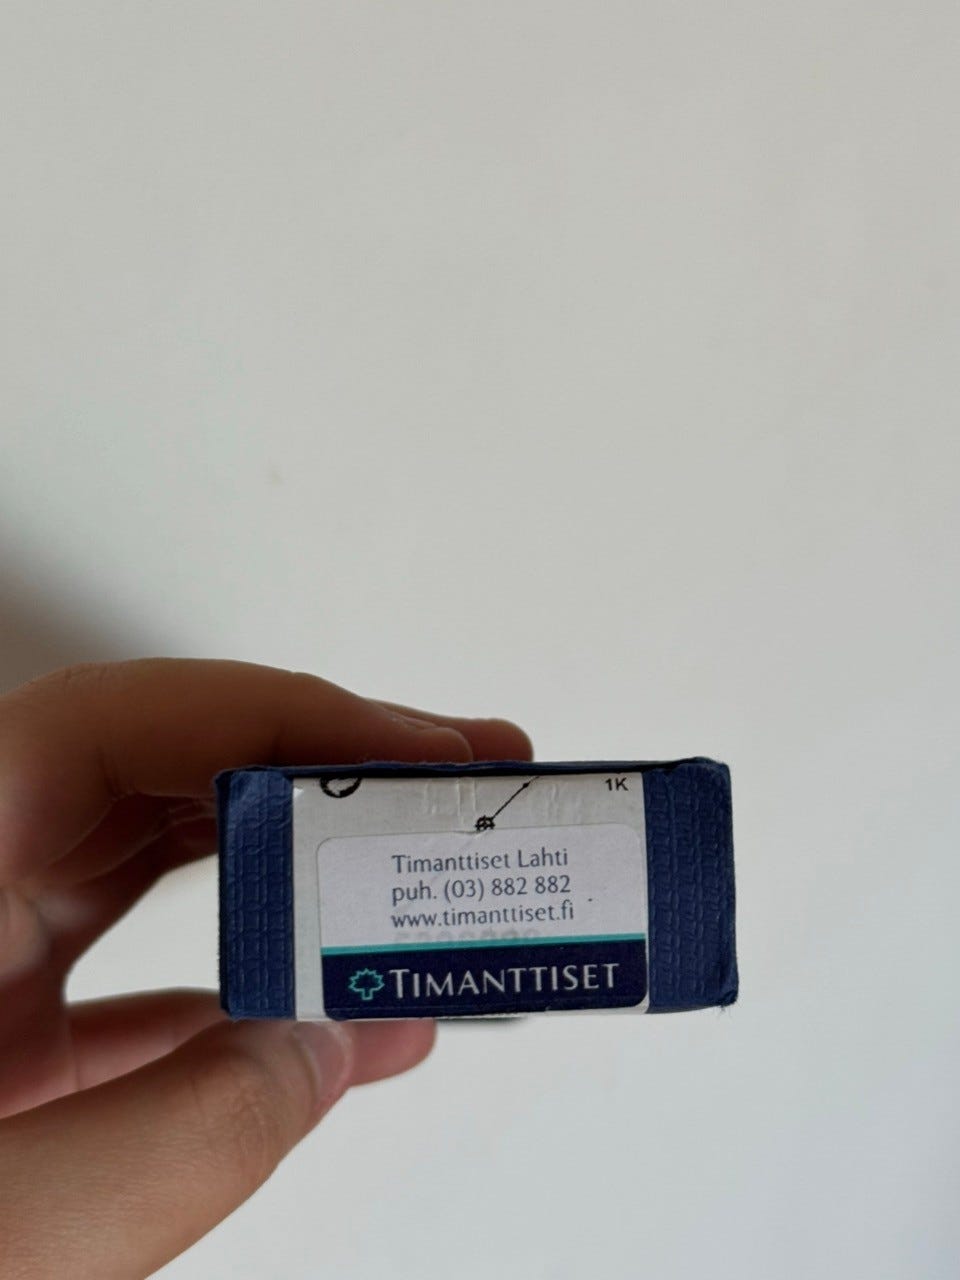 1K
Timanttiset Lahti
puh. (03) 882 882
www.timanttiset.fi
TIMANTTISET